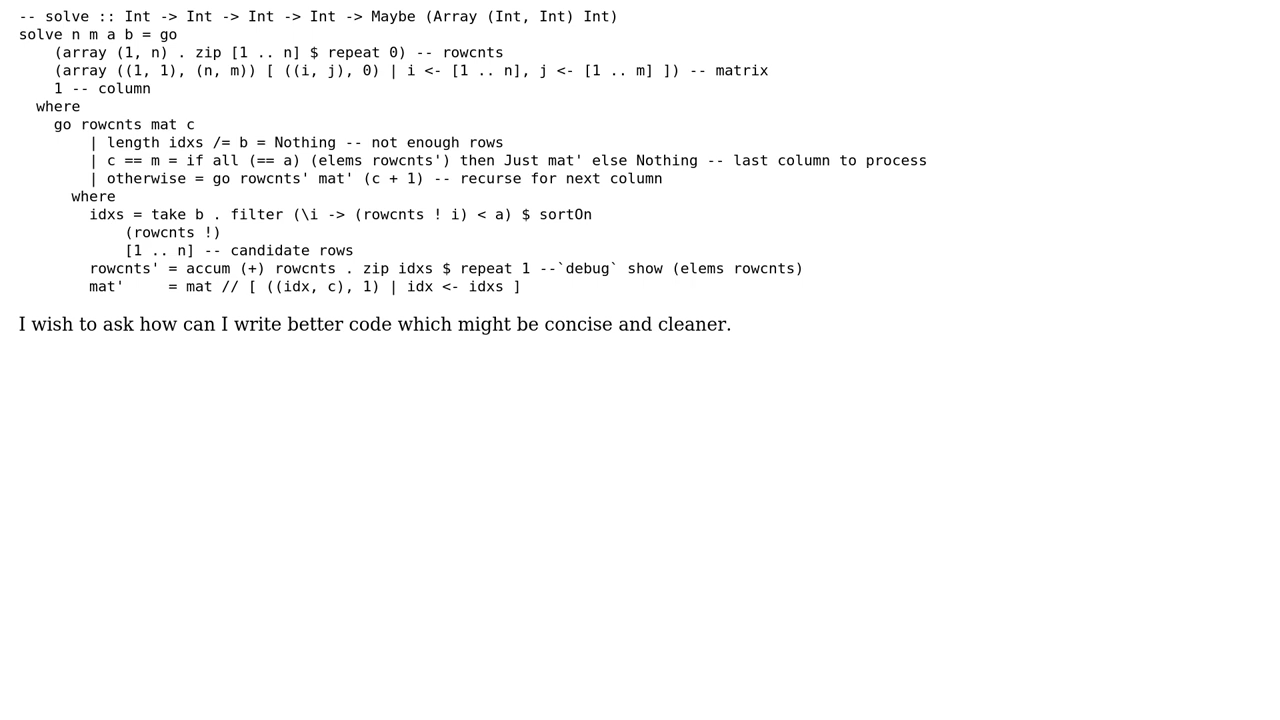 -- solve :: Int -> Int -> Int -> Int -> Maybe (Array (Int, Int) Int)
solve n m a b = go
    (array (1, n) . zip [1 .. n] $ repeat 0) -- rowcnts
    (array ((1, 1), (n, m)) [ ((i, j), 0) | i <- [1 .. n], j <- [1 .. m] ]) -- matrix
    1 -- column
  where
    go rowcnts mat c
        | length idxs /= b = Nothing -- not enough rows
        | c == m = if all (== a) (elems rowcnts') then Just mat' else Nothing -- last column to process
        | otherwise = go rowcnts' mat' (c + 1) -- recurse for next column
      where
        idxs = take b . filter (\i -> (rowcnts ! i) < a) $ sortOn
            (rowcnts !)
            [1 .. n] -- candidate rows
        rowcnts' = accum (+) rowcnts . zip idxs $ repeat 1 --`debug` show (elems rowcnts)
        mat'     = mat // [ ((idx, c), 1) | idx <- idxs ]
I wish to ask how can I write better code which might be concise and cleaner.